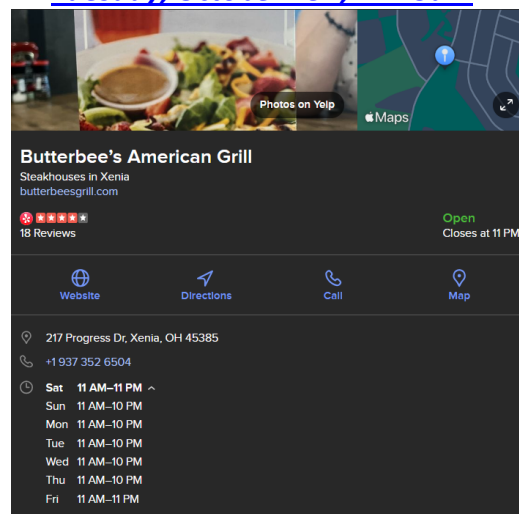 Photos on Yelp
Maps
Butterbee's American Grill
Steakhouses in Xenia
butterbeesgrill.com
18 Reviews
Open
Closes at 11 PM
Website
Directions
Call
Map
217 Progress Dr, Xenia, OH 45385
+1 937 352 6504
Sat 11 AM–11 PM
Sun 11 AM–10 PM
Mon 11 AM–10 PM
Tue 11 AM–10 PM
Wed 11 AM–10 PM
Thu 11 AM–10 PM
Fri 11 AM–11 PM